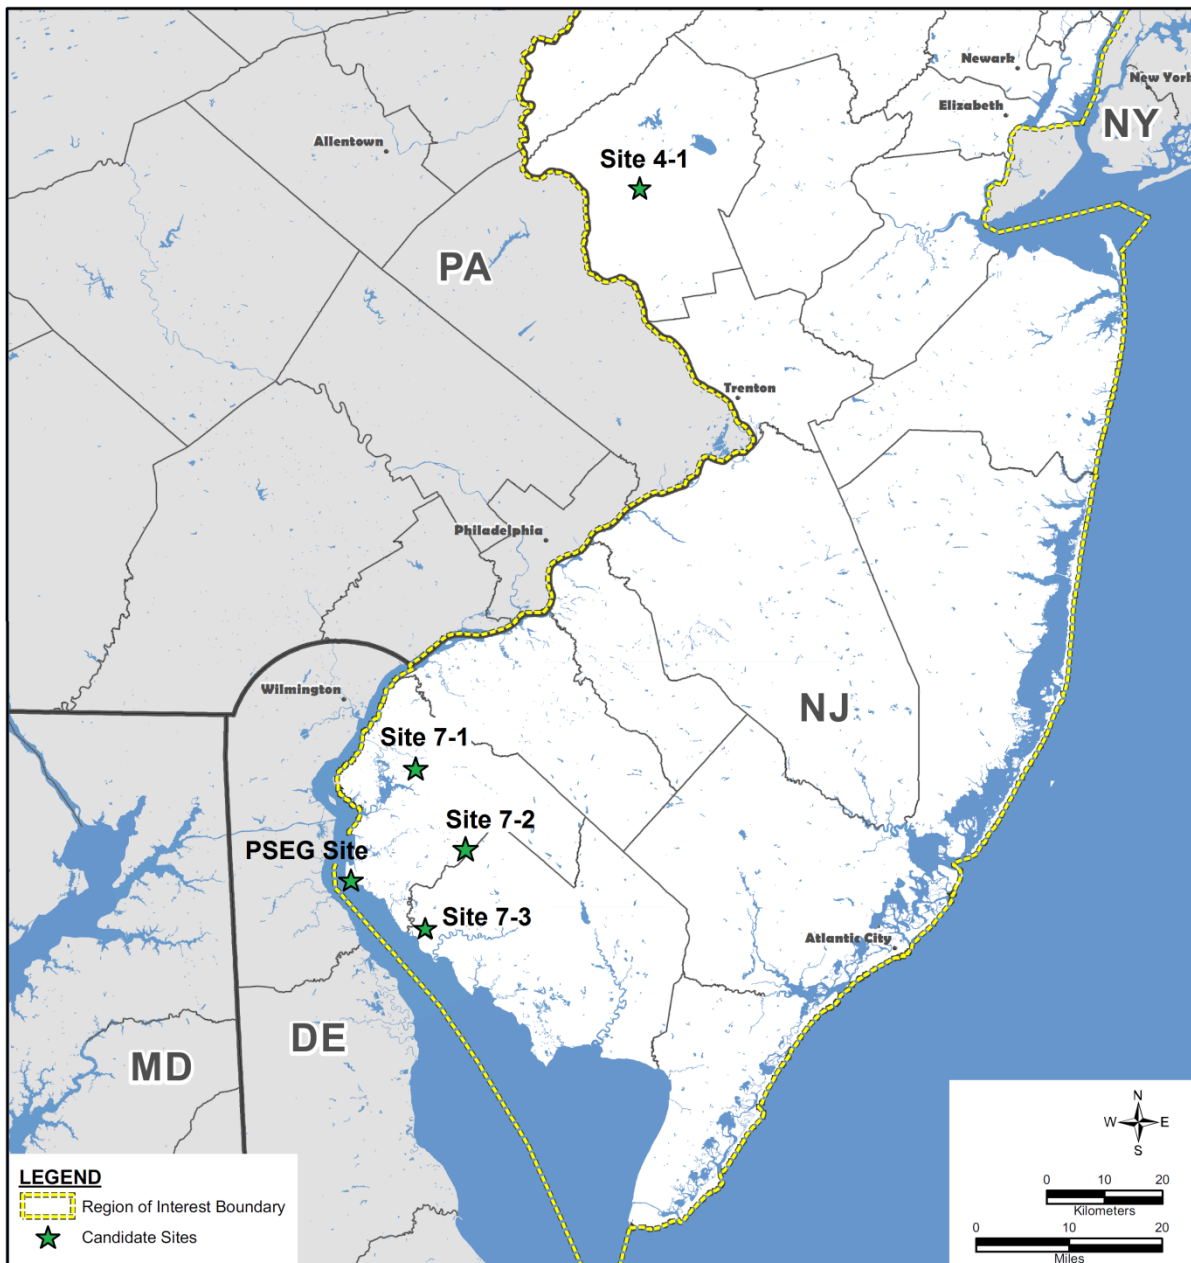 Newark
New York
Elizabeth
NY
Allentown
Site 4-1
PA
Trenton
Philadelphia
Wilmington
NJ
Site 7-1
Site 7-2
PSEG Site
Site 7-3
Atlantic City
DE
MD
N
W E
S
0 10 20
Kilometers
0 10 20
Miles
LEGEND
Region of Interest Boundary
Candidate Sites